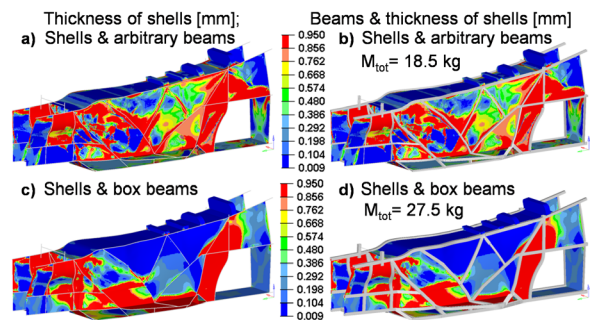 Thickness of shells [mm];
a) Shells & arbitrary beams
Beams & thickness of shells [mm]
b) Shells & arbitrary beams
Mtot= 18.5 kg
0.950
0.856
0.762
0.668
0.574
0.480
0.386
0.292
0.198
0.104
0.009
c) Shells & box beams
d) Shells & box beams
Mtot= 27.5 kg
0.950
0.856
0.762
0.668
0.574
0.480
0.386
0.292
0.198
0.104
0.009